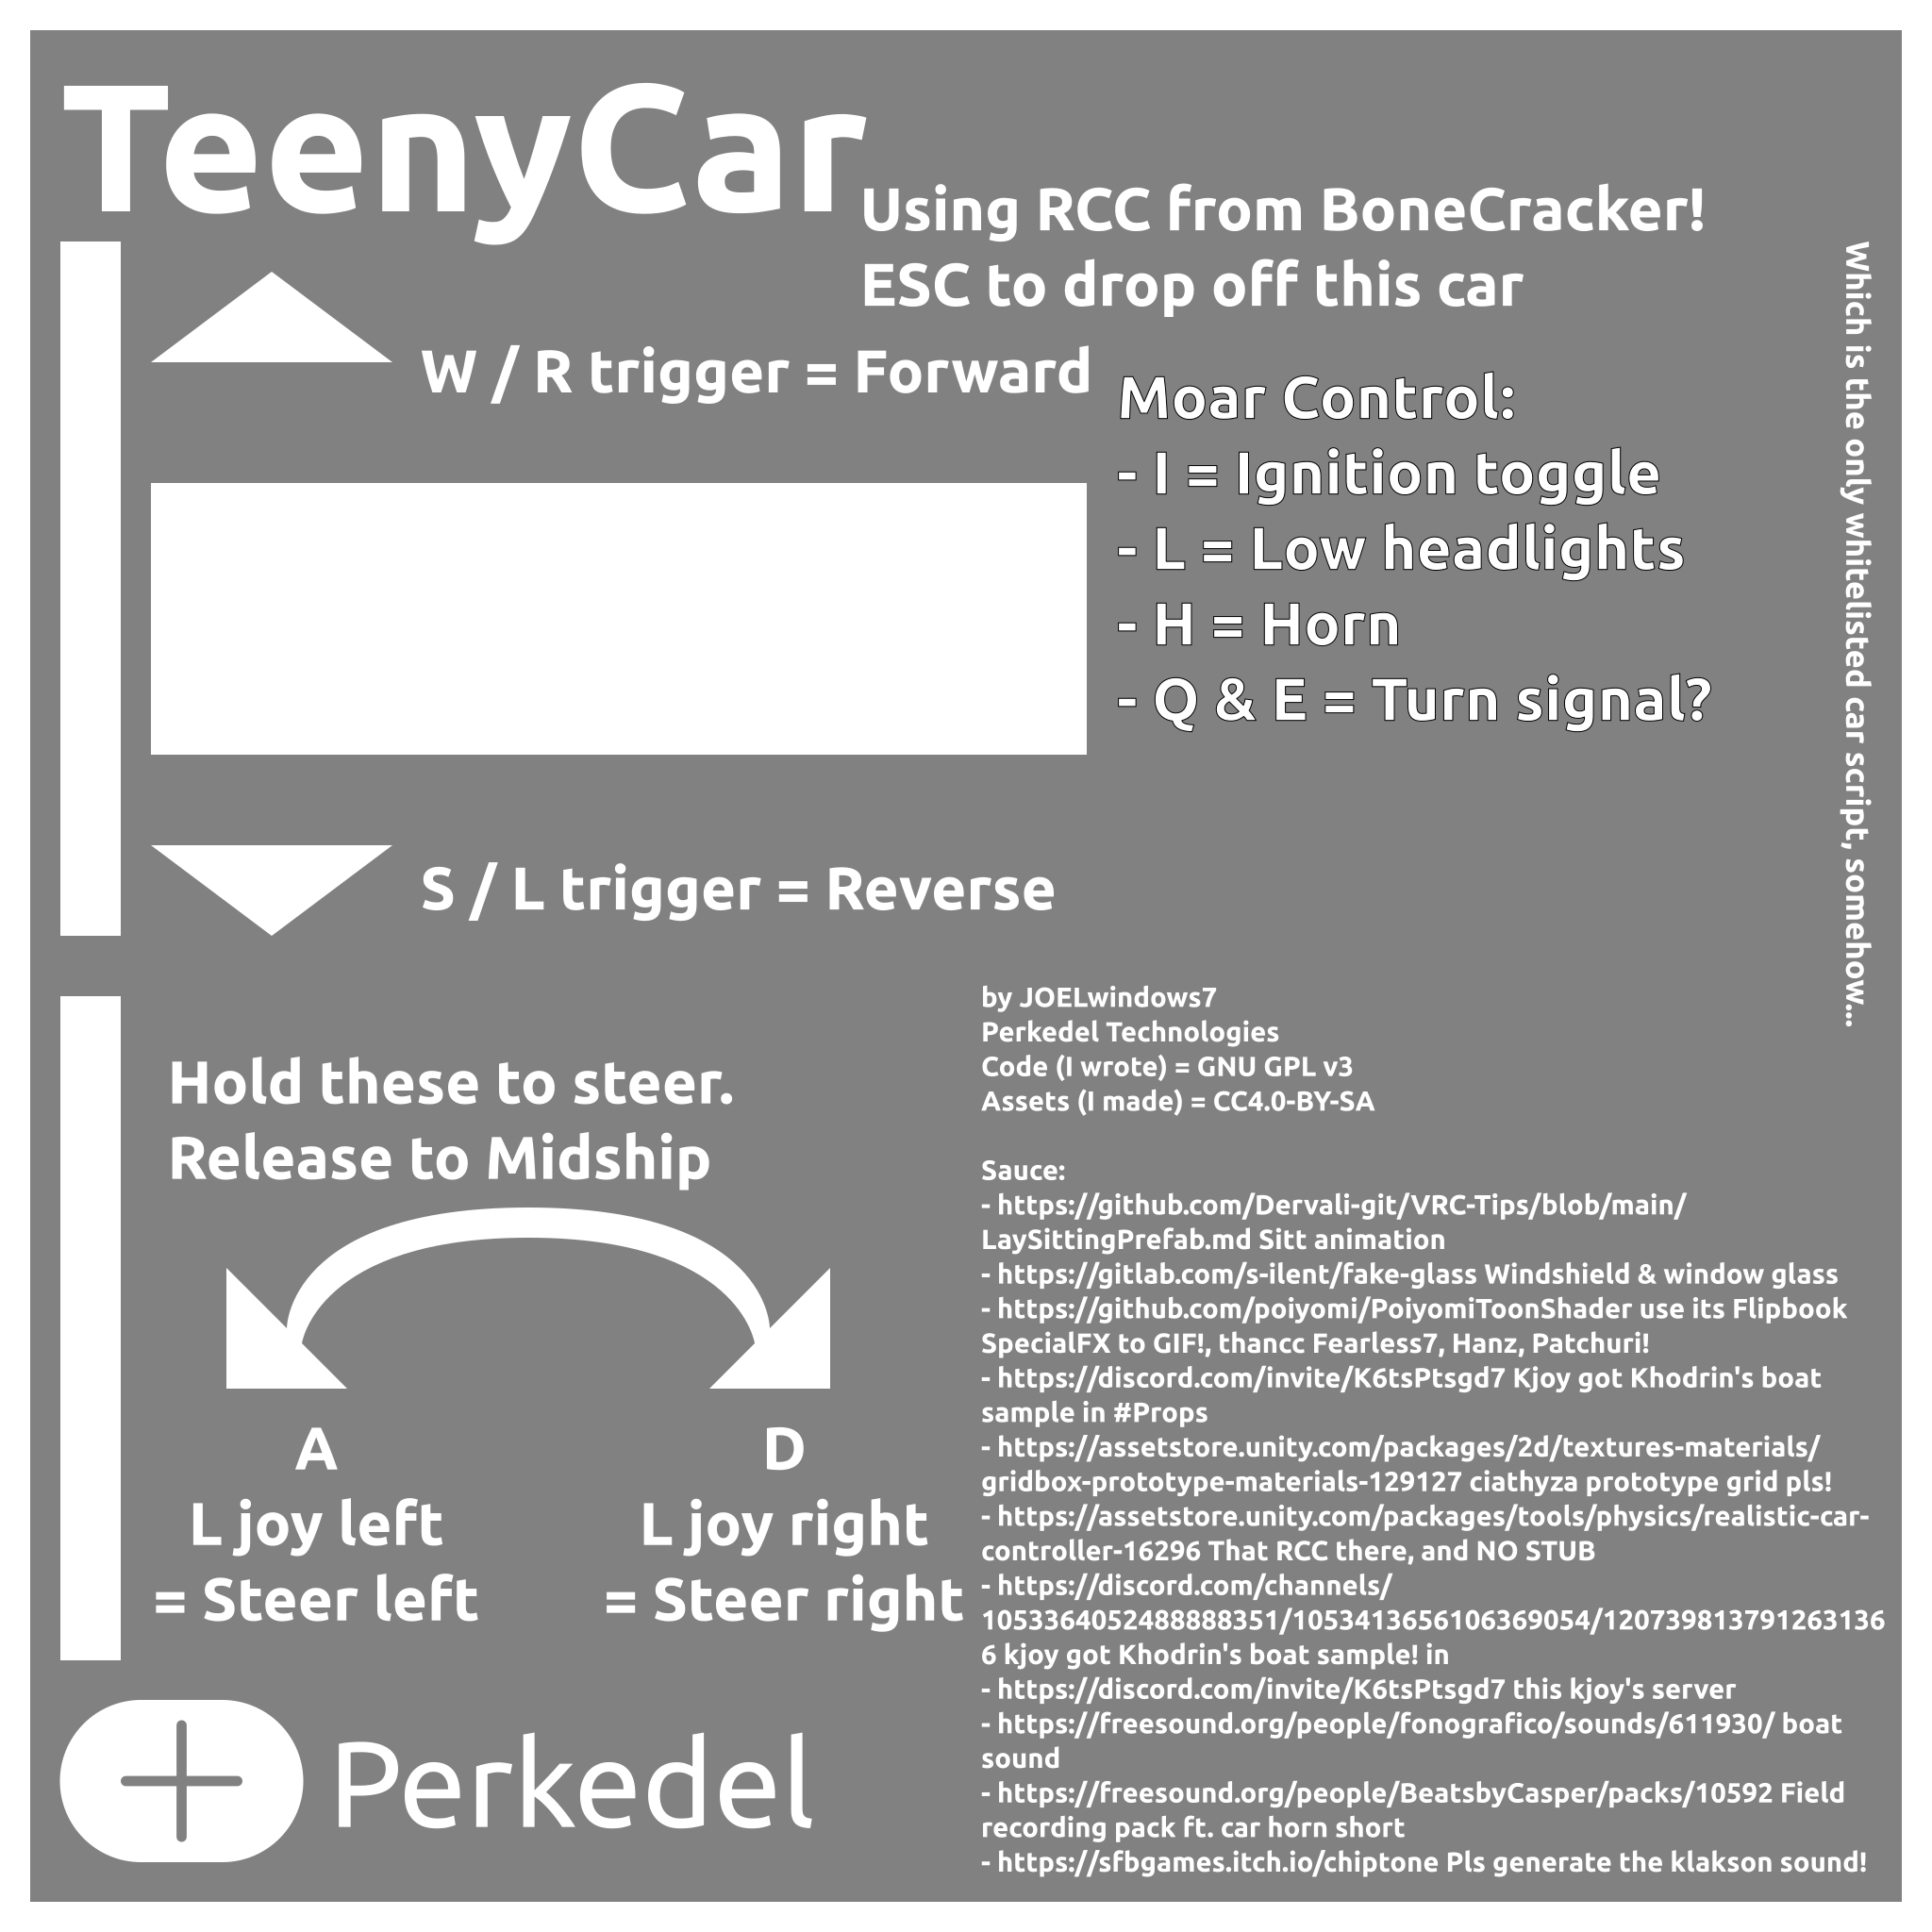 TeenyCar
Using RCC from BoneCracker!
ESC to drop off this car
W / R trigger = Forward
Moar Control:
- I = Ignition toggle
- L = Low headlights
- H = Horn
- Q & E = Turn signal?
Which is the only whitelisted car script, somehow...
S / L trigger = Reverse
Hold these to steer.
Release to Midship
A
L joy left
= Steer left
D
L joy right
= Steer right
by JOELwindows7
Perkedel Technologies
Code (I wrote) = GNU GPL v3
Assets (I made) = CC4.0-BY-SA
Sauce:
- https://github.com/Dervali-git/VRC-Tips/blob/main/
LaySittingPrefab.md Sitt animation
- https://gitlab.com/s-ilent/fake-glass Windshield & window glass
- https://github.com/poiyomi/PoiyomiToonShader use its Flipbook
SpecialFX to GIF!, thancc Fearless7, Hanz, Patchuri!
- https://discord.com/invite/K6tsPtsgd7 Kjoy got Khodrin's boat
sample in #Props
- https://assetstore.unity.com/packages/2d/textures-materials/
gridbox-prototype-materials-129127 ciathyza prototype grid pls!
- https://assetstore.unity.com/packages/tools/physics/realistic-car-
controller-16296 That RCC there, and NO STUB
- https://discord.com/channels/
1053364052488888351/1053413656106369054/120739813791263136
6 kjoy got Khodrin's boat sample! in
- https://discord.com/invite/K6tsPtsgd7 this kjoy's server
- https://freesound.org/people/fonografico/sounds/611930/ boat
sound
- https://freesound.org/people/BeatsbyCasper/packs/10592 Field
recording pack ft. car horn short
- https://sfbgames.itch.io/chiptone Pls generate the klakson sound!
Perkedel